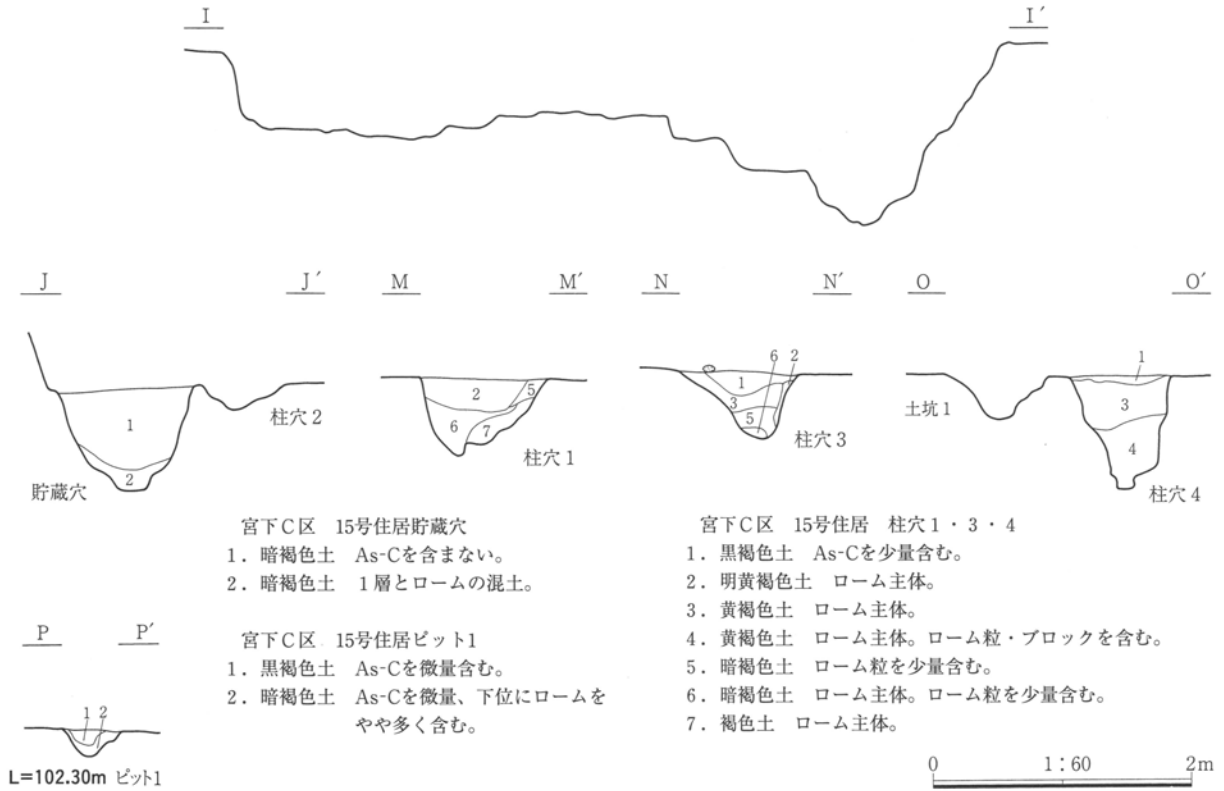 I I′
J J′ M M′ N N′ O O′
1
2
貯蔵穴
柱穴 2
2
5
6
7
柱穴 1
6 2
1
3
5
柱穴 3
土坑 1
1
3
4
柱穴 4
宮下C区 15号住居貯蔵穴
1．暗褐色土 As-Cを含まない。
2．暗褐色土 1層とロームの混土。
宮下C区 15号住居ピット1
1．黒褐色土 As-Cを微量含む。
2．暗褐色土 As-Cを微量、下位にロームを
やや多く含む。
宮下C区 15号住居 柱穴1・3・4
1．黒褐色土 As-Cを少量含む。
2．明黄褐色土 ローム主体。
3．黄褐色土 ローム主体。
4．黄褐色土 ローム主体。ローム粒・ブロックを含む。
5．暗褐色土 ローム粒を少量含む。
6．暗褐色土 ローム主体。ローム粒を少量含む。
7．褐色土 ローム主体。
P P′
1 2
L=102.30m ピット1
0 1:60 2m